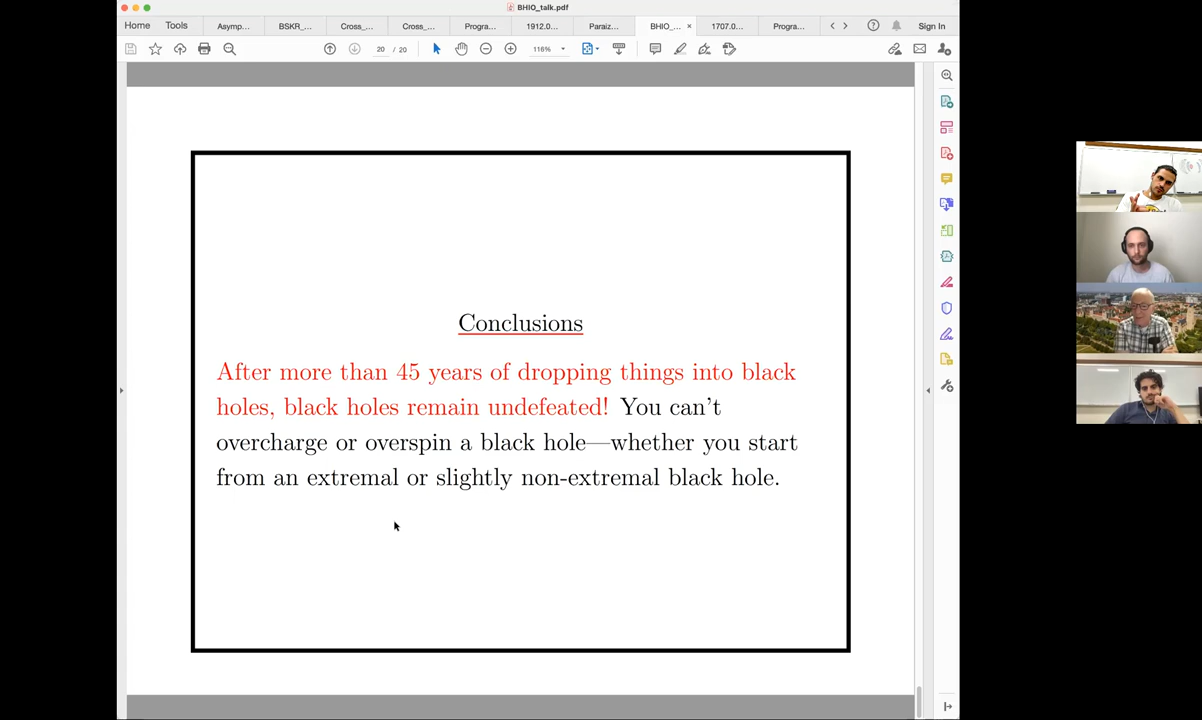 BHIO_talk.pdf
Home Tools Asymp... BSKR_... Cross_... Cross_... Progra... 1912.0... Paraiz... BHIO_... × 1707.0... Progra... Sign In
20 / 20 116%
Conclusions
After more than 45 years of dropping things into black
holes, black holes remain undefeated! You can't
overcharge or overspin a black hole—whether you start
from an extremal or slightly non-extremal black hole.